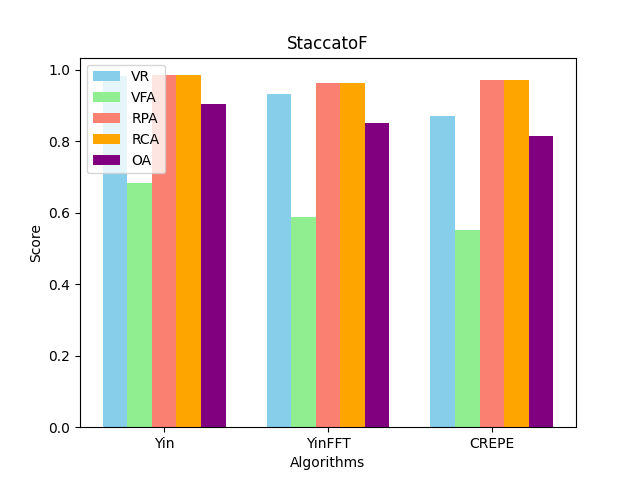 StaccatoF
VR
VFA
RPA
RCA
OA
1.0
0.8
0.6
0.4
0.2
0.0
Score
Yin
YinFFT
CREPE
Algorithms